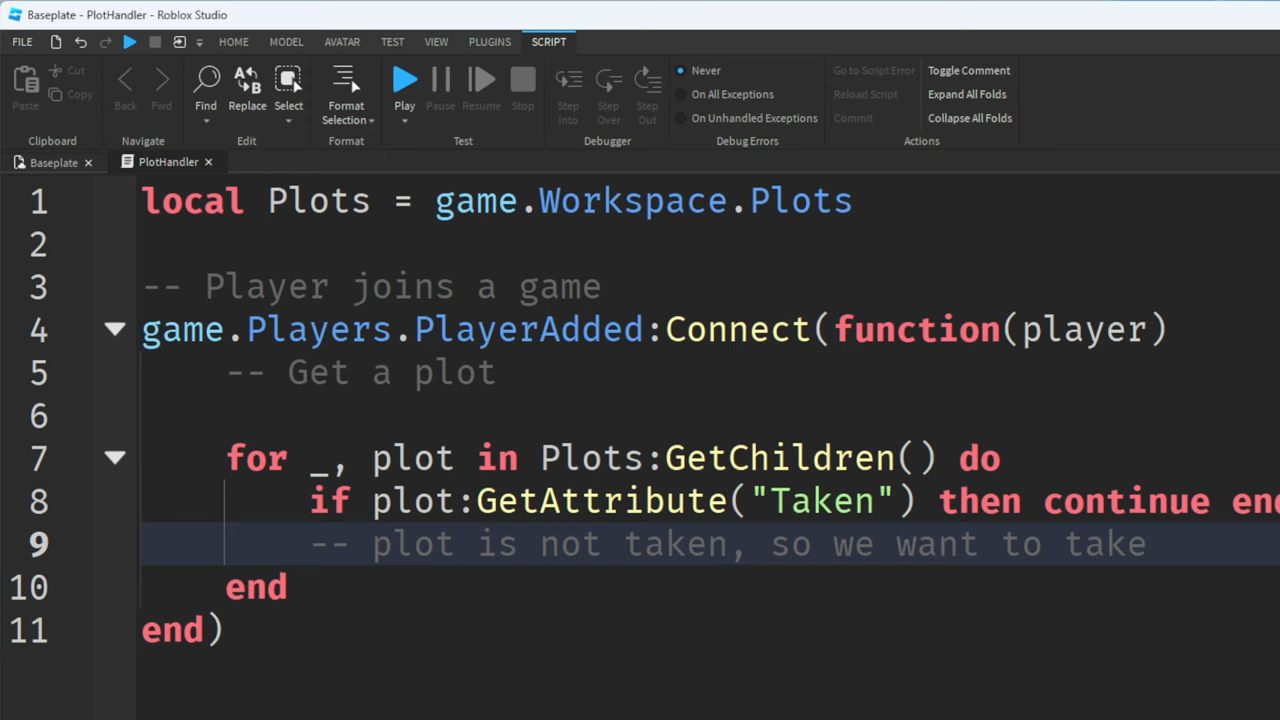 Baseplate - PlotHandler - Roblox Studio
FILE HOME MODEL AVATAR TEST VIEW PLUGINS SCRIPT
Paste Cut Copy
Clipboard
Back Fwd
Navigate
Find Replace Select
Edit
Format Selection
Format
Play Pause Resume Stop
Test
Step Into Step Over Step Out
Debugger
Never
On All Exceptions
On Unhandled Exceptions
Debug Errors
Go to Script Error Toggle Comment
Reload Script Expand All Folds
Commit Collapse All Folds
Actions
Baseplate × PlotHandler ×
1 local Plots = game.Workspace.Plots
2
3 -- Player joins a game
4 game.Players.PlayerAdded:Connect(function(player)
5 -- Get a plot
6
7 for _, plot in Plots:GetChildren() do
8 if plot:GetAttribute("Taken") then continue end
9 -- plot is not taken, so we want to take
10 end
11 end)